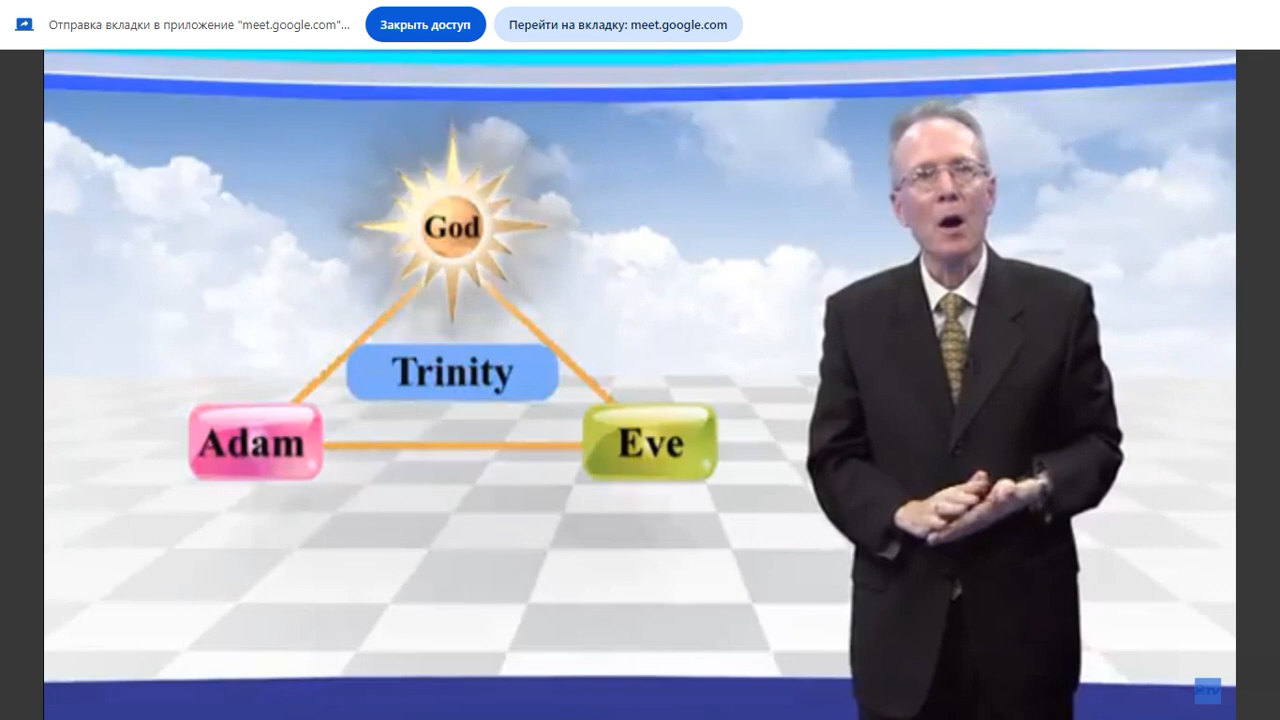 Отправка вкладки в приложение "meet.google.com"...
Закрыть доступ
Перейти на вкладку: meet.google.com
God
Trinity
Adam
Eve